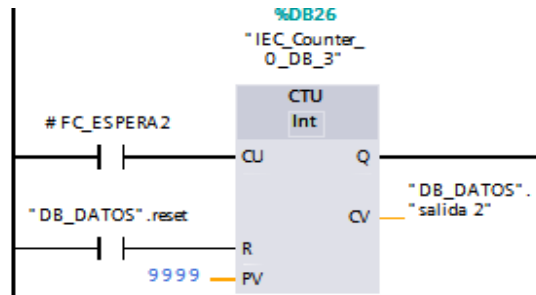 %DB26
"IEC_Counter_
0_DB_3"
CTU
Int
#FC_ESPERA2
CU
Q
"DB_DATOS".
"salida 2"
CV
"DB_DATOS".reset
R
9999
PV